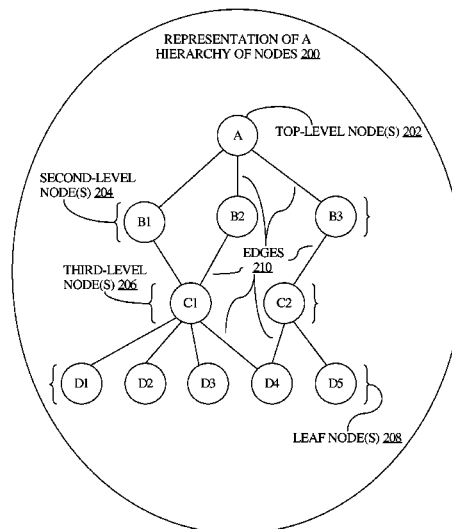 REPRESENTATION OF A
HIERARCHY OF NODES 200
A
TOP-LEVEL NODE(S) 202
SECOND-LEVEL
NODE(S) 204
B1
B2
B3
EDGES
210
THIRD-LEVEL
NODE(S) 206
C1
C2
D1
D2
D3
D4
D5
LEAF NODE(S) 208